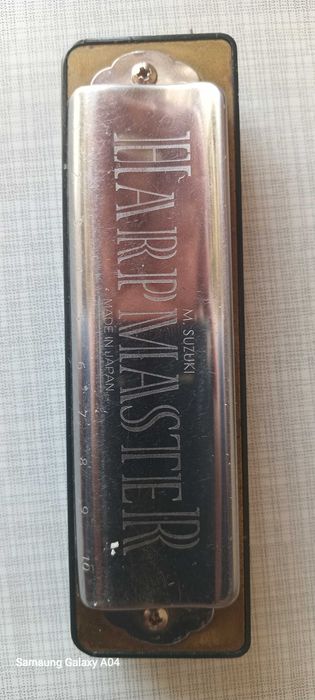 M. SUZUKI
HARPMASTER
MADE IN JAPAN
6 7 8 9 10
Samsung Galaxy A04